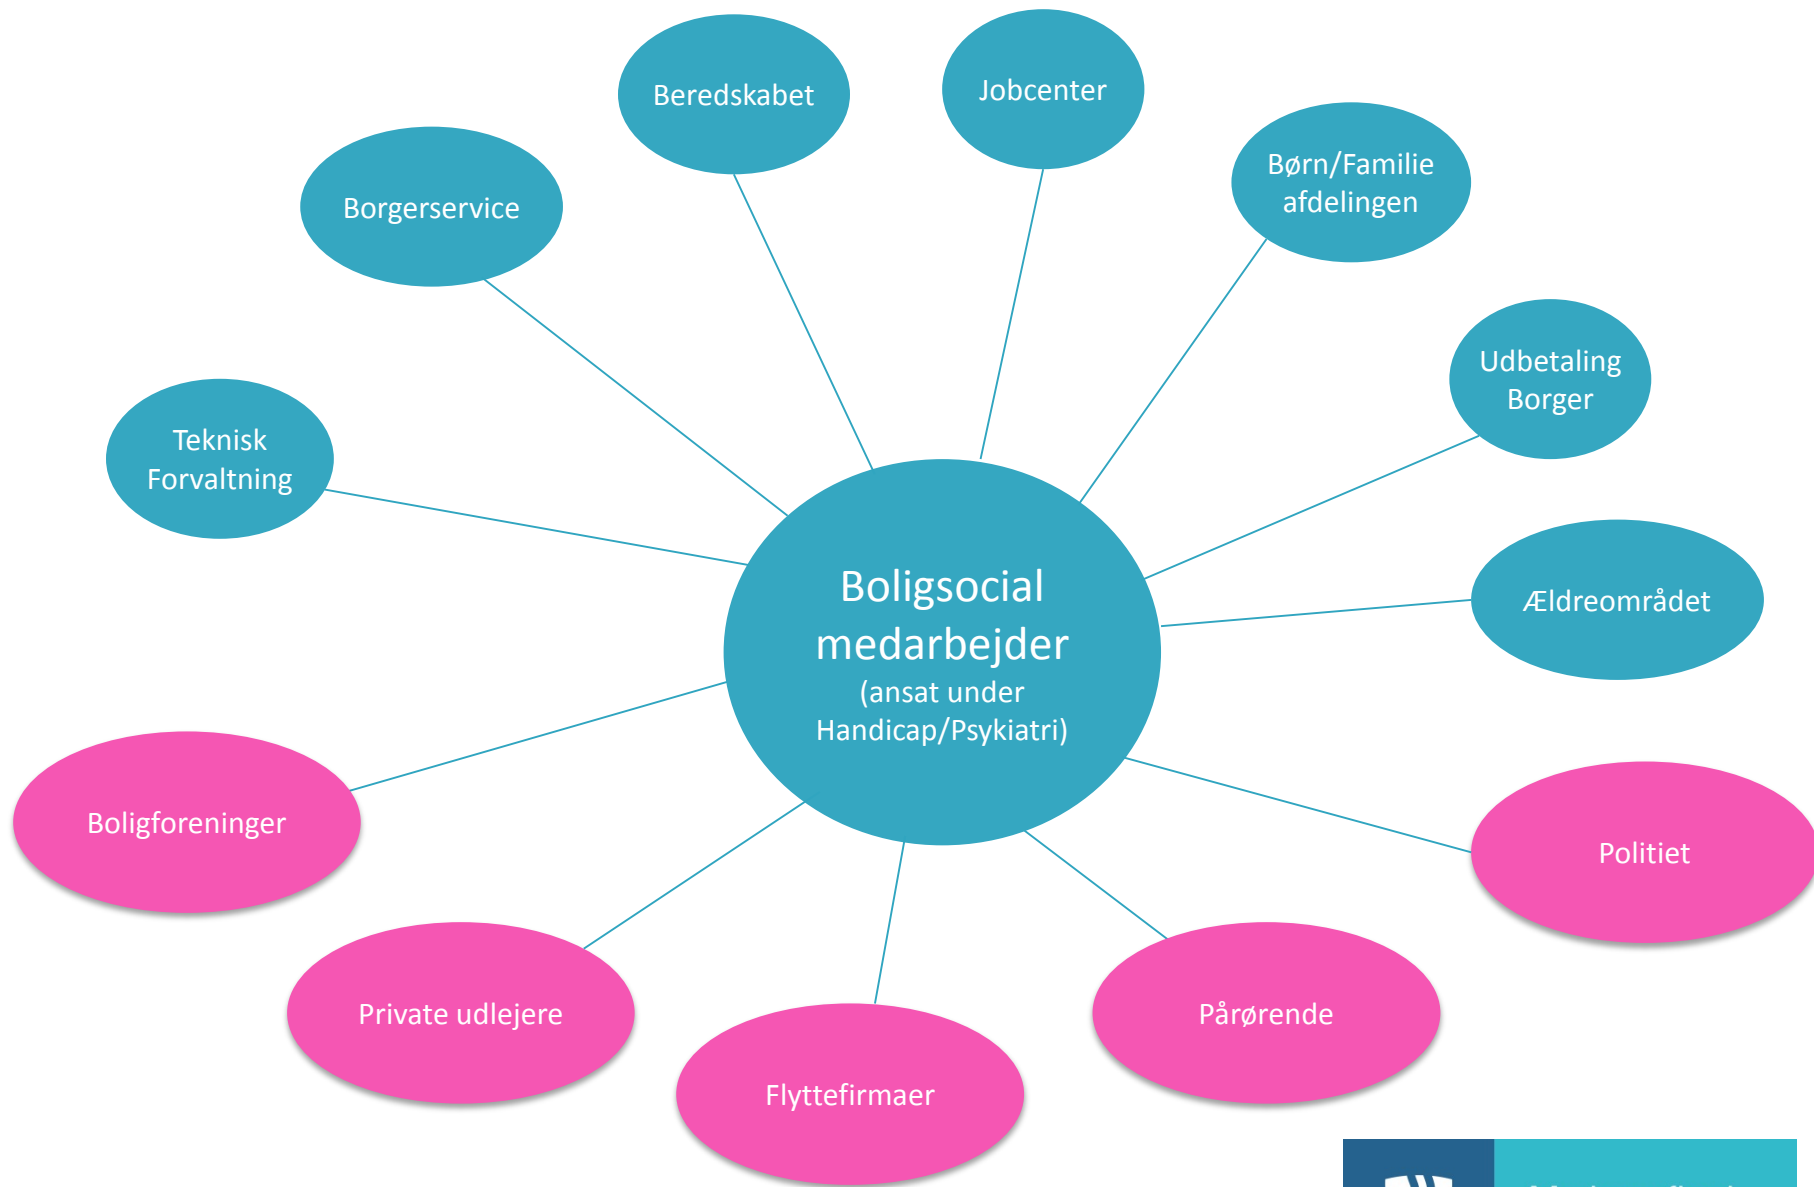 Beredskabet
Jobcenter
Børn/Familie
afdelingen
Borgerservice
Udbetaling
Borger
Teknisk
Forvaltning
Boligsocial
medarbejder
(ansat under
Handicap/Psykiatri)
Ældreområdet
Boligforeninger
Politiet
Private udlejere
Pårørende
Flyttefirmaer